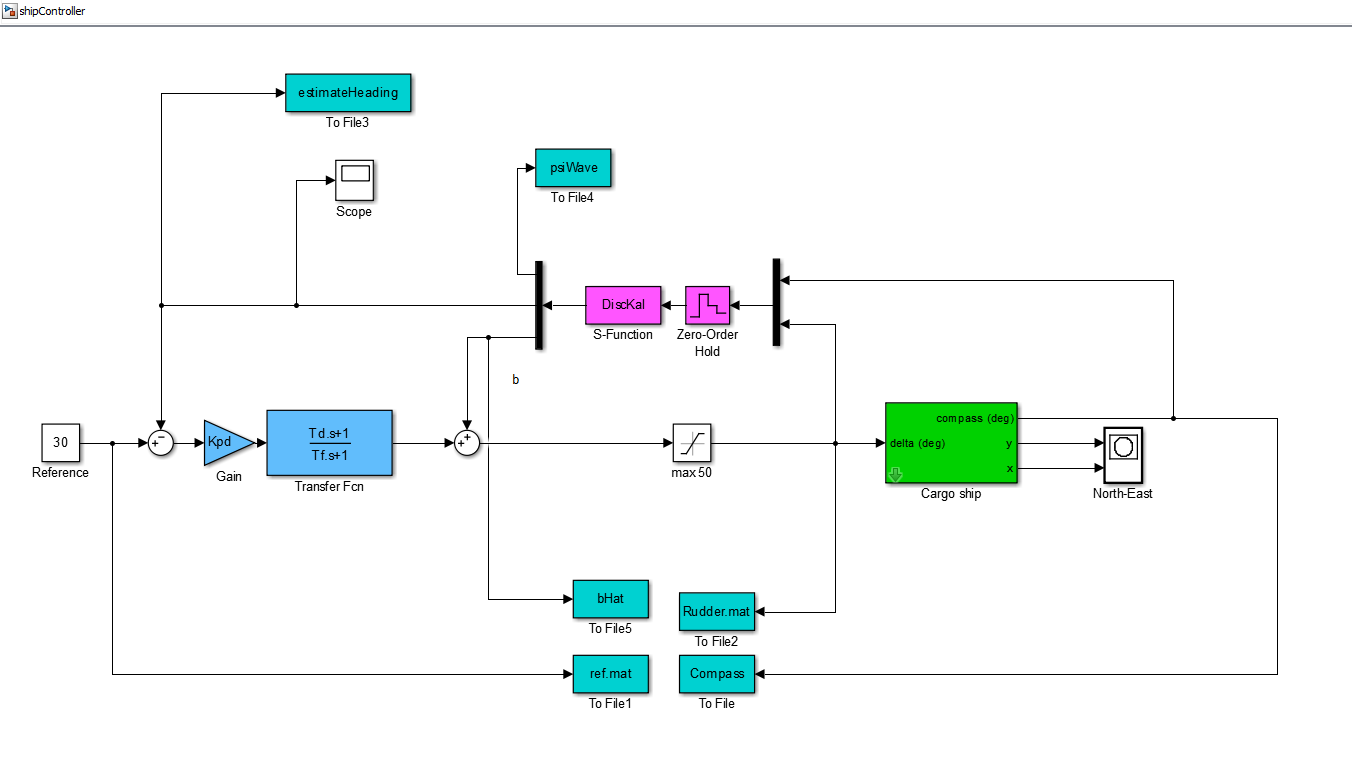 shipController
estimateHeading
To File3
psiWave
To File4
Scope
DiscKal
S-Function
Zero-Order
Hold
b
compass (deg)
30
Reference
+
−
Kpd
Gain
Td.s+1
Tf.s+1
Transfer Fcn
+
+
max 50
delta (deg)
y
x
Cargo ship
North-East
bHat
To File5
Rudder.mat
To File2
ref.mat
To File1
Compass
To File